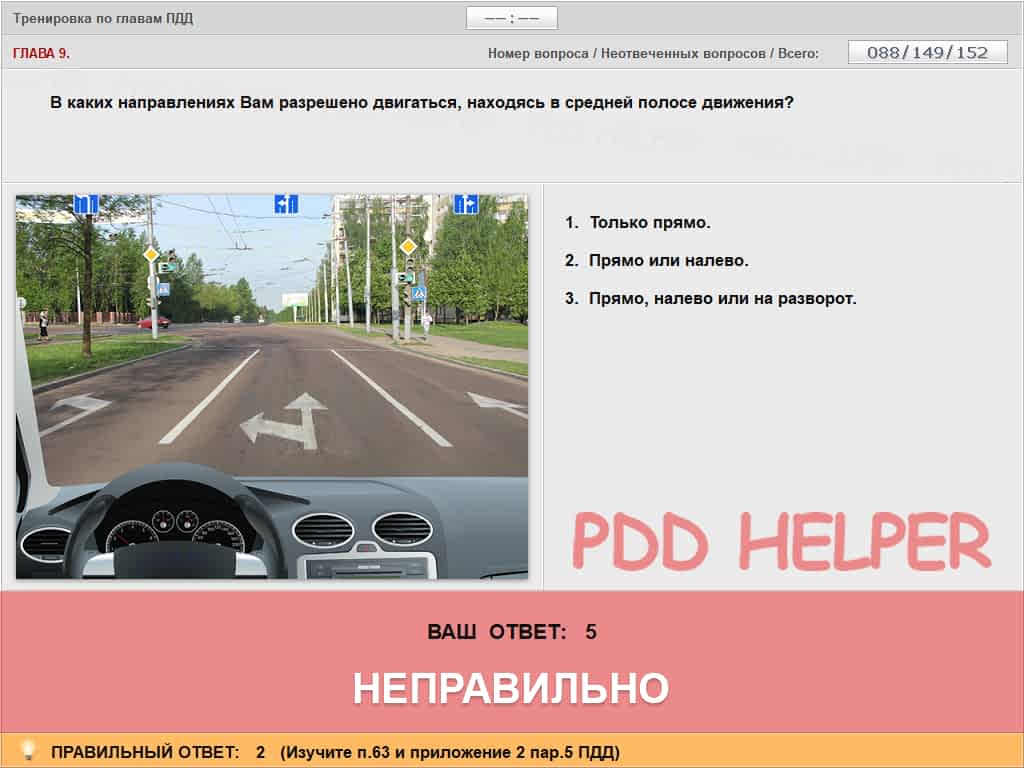 Тренировка по главам ПДД
—— : ——
ГЛАВА 9.
Номер вопроса / Неотвеченных вопросов / Всего:
088/149/152
В каких направлениях Вам разрешено двигаться, находясь в средней полосе движения?
1. Только прямо.
2. Прямо или налево.
3. Прямо, налево или на разворот.
PDD HELPER
ВАШ ОТВЕТ: 5
НЕПРАВИЛЬНО
ПРАВИЛЬНЫЙ ОТВЕТ: 2 (Изучите п.63 и приложение 2 пар.5 ПДД)